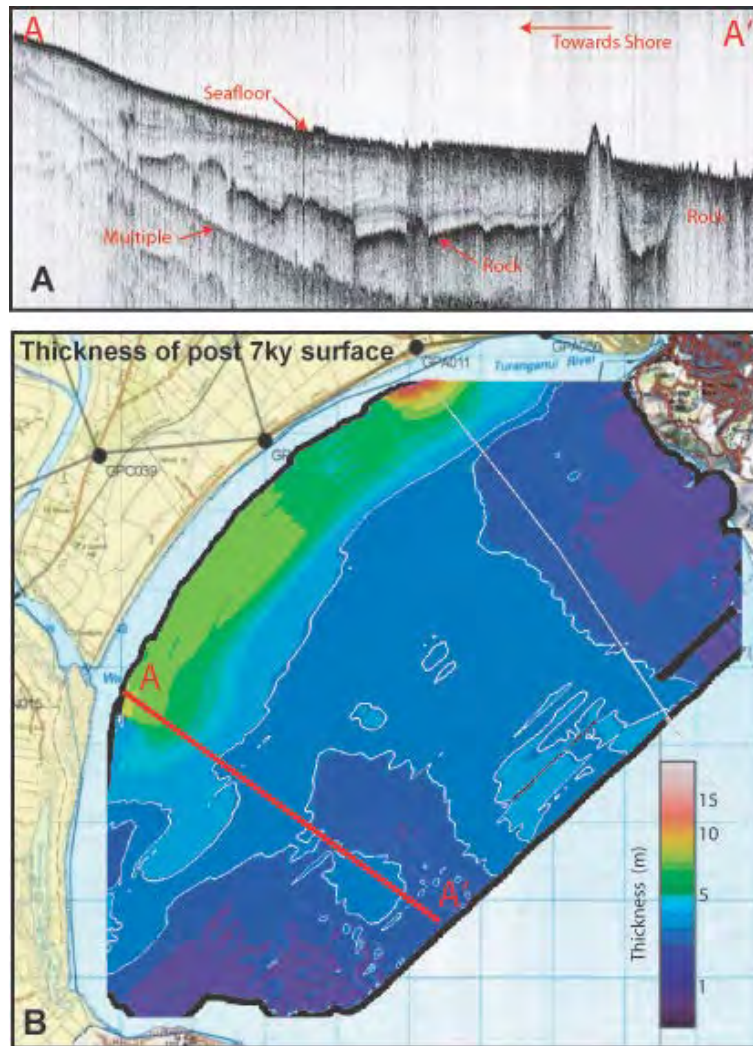 A
A'
Towards Shore
Seafloor
Multiple
Rock
Rock
A
Thickness of post 7ky surface
GPA011
Turanganui River
GPC039
A
A'
15
10
5
1
Thickness (m)
B